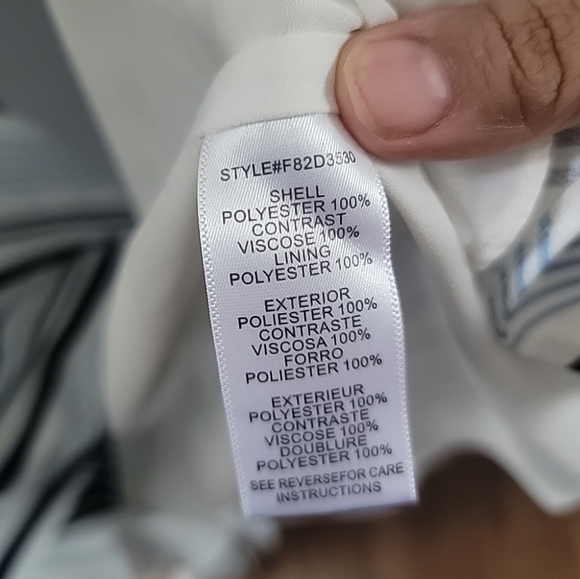 STYLE#F82D3530
SHELL
POLYESTER 100%
CONTRAST
VISCOSE 100%
LINING
POLYESTER 100%
EXTERIOR
POLIESTER 100%
CONTRASTE
VISCOSA 100%
FORRO
POLIESTER 100%
EXTERIEUR
POLYESTER 100%
CONTRASTE
VISCOSE 100%
DOUBLURE
POLYESTER 100%
SEE REVERSEFOR CARE
INSTRUCTIONS